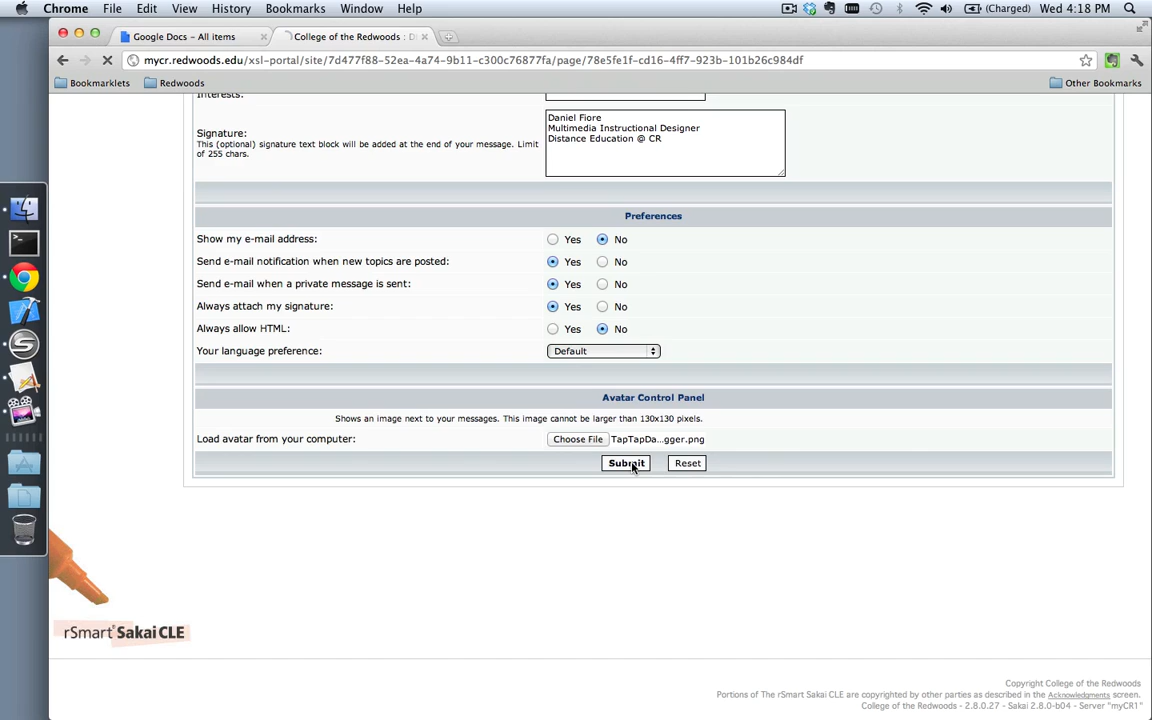 Chrome File Edit View History Bookmarks Window Help (Charged) Wed 4:18 PM
Google Docs - All items
College of the Redwoods : Di
mycr.redwoods.edu/xsl-portal/site/7d477f88-52ea-4a74-9b11-c300c76877fa/page/78e5fe1f-cd16-4ff7-923b-101b26c984df
Bookmarklets Redwoods Other Bookmarks
Interests:
Signature:
This (optional) signature text block will be added at the end of your message. Limit
of 255 chars.
Daniel Fiore
Multimedia Instructional Designer
Distance Education @ CR
Preferences
Show my e-mail address: Yes No
Send e-mail notification when new topics are posted: Yes No
Send e-mail when a private message is sent: Yes No
Always attach my signature: Yes No
Always allow HTML: Yes No
Your language preference: Default
Avatar Control Panel
Shows an image next to your messages. This image cannot be larger than 130x130 pixels.
Load avatar from your computer: Choose File TapTapDa...gger.png
Submit Reset
rSmart Sakai CLE
Copyright College of the Redwoods
Portions of The rSmart Sakai CLE are copyrighted by other parties as described in the Acknowledgments screen.
College of the Redwoods - 2.8.0.27 - Sakai 2.8.0-b04 - Server "myCR1"